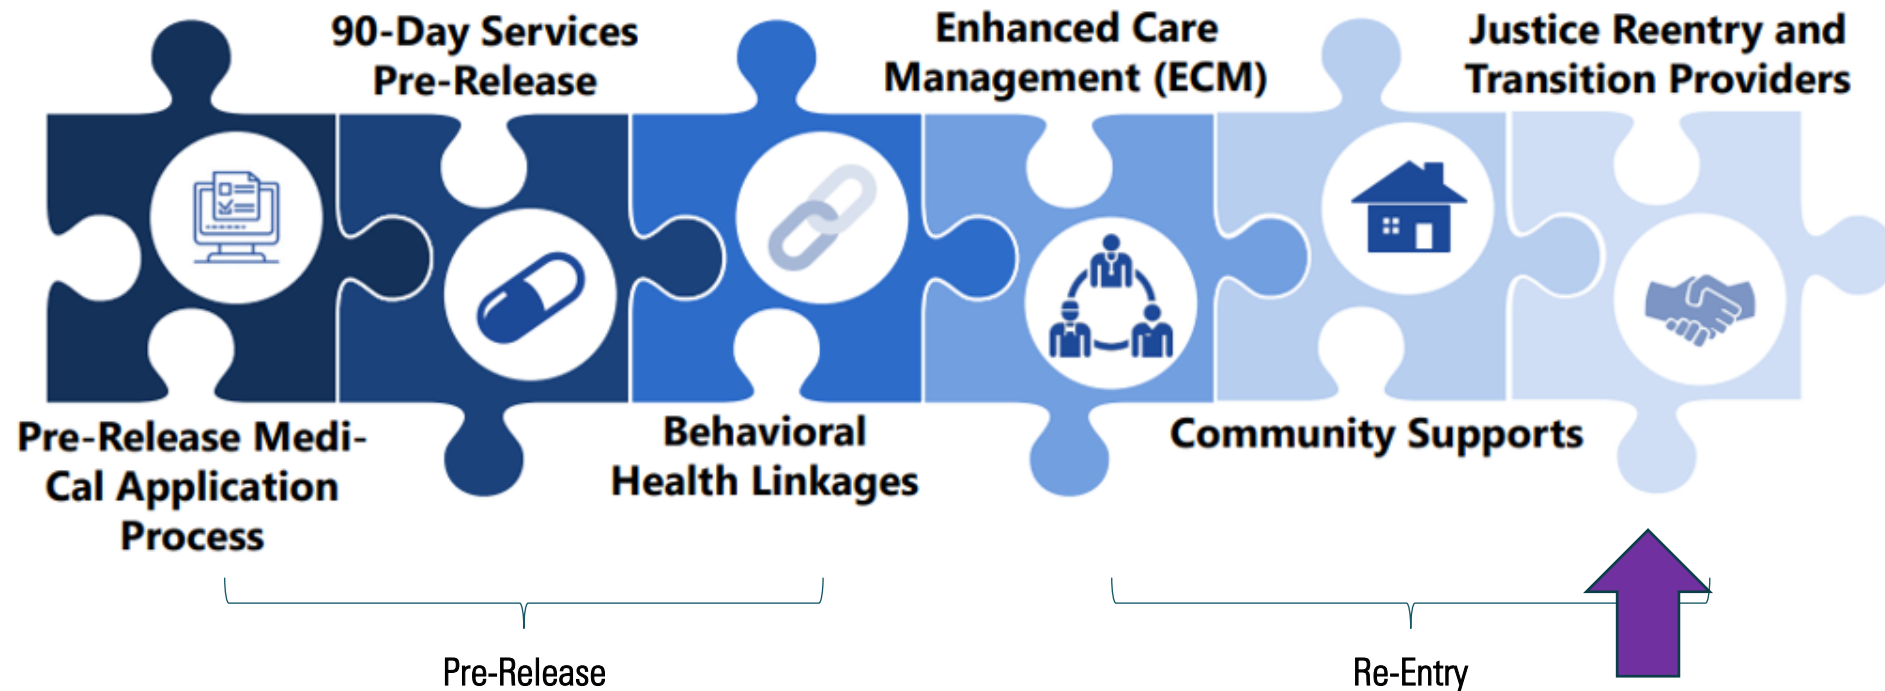 90-Day Services
Pre-Release
Enhanced Care
Management (ECM)
Justice Reentry and
Transition Providers
Pre-Release Medi-
Cal Application
Process
Behavioral
Health Linkages
Community Supports
Pre-Release
Re-Entry